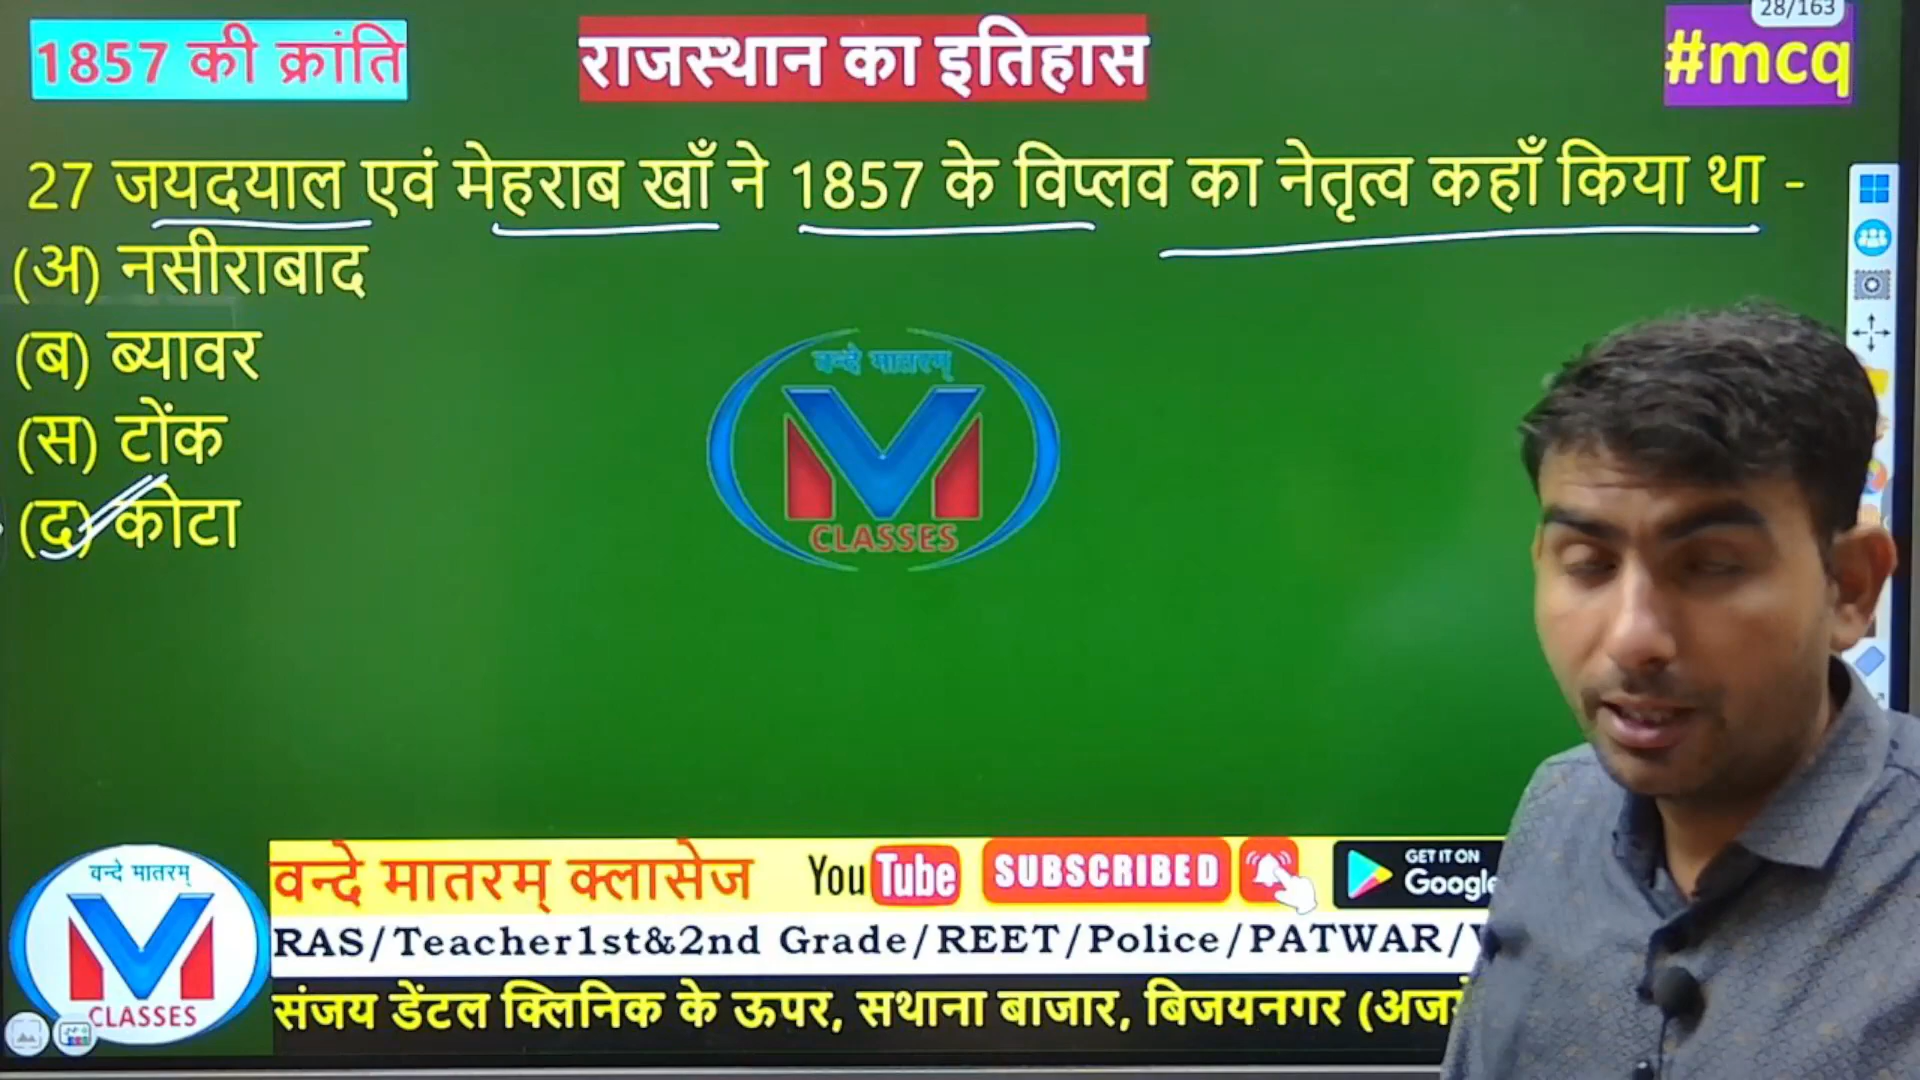 28/163
1857 की क्रांति
राजस्थान का इतिहास
#mcq
27 जयदयाल एवं मेहराब खाँ ने 1857 के विप्लव का नेतृत्व कहाँ किया था -
(अ) नसीराबाद
(ब) ब्यावर
(स) टोंक
(द) कोटा
वन्दे मातरम्
CLASSES
वन्दे मातरम्
CLASSES
वन्दे मातरम् क्लासेज
YouTube
SUBSCRIBED
GET IT ON
Google
RAS/Teacher1st&2nd Grade/REET/Police/PATWAR/
संजय डेंटल क्लिनिक के ऊपर, सथाना बाजार, बिजयनगर